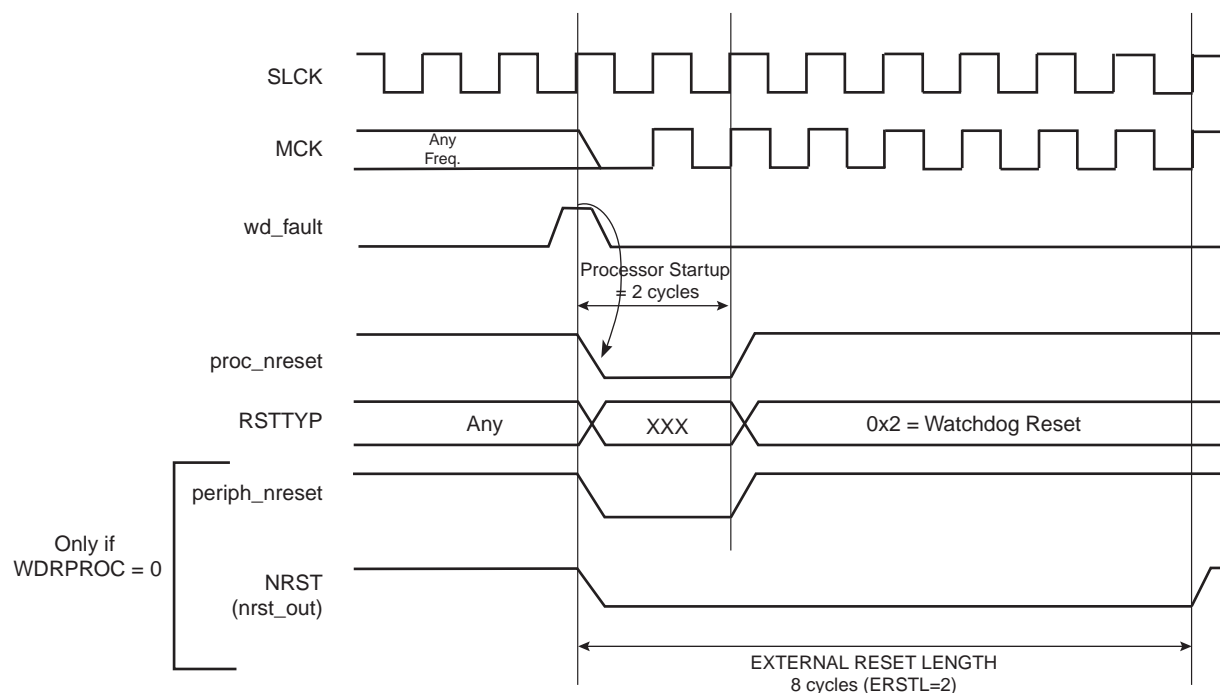 SLCK
MCK
Any
Freq.
wd_fault
Processor Startup
= 2 cycles
proc_nreset
RSTTYP
Any
XXX
0x2 = Watchdog Reset
periph_nreset
Only if
WDRPROC = 0
NRST
(nrst_out)
EXTERNAL RESET LENGTH
8 cycles (ERSTL=2)